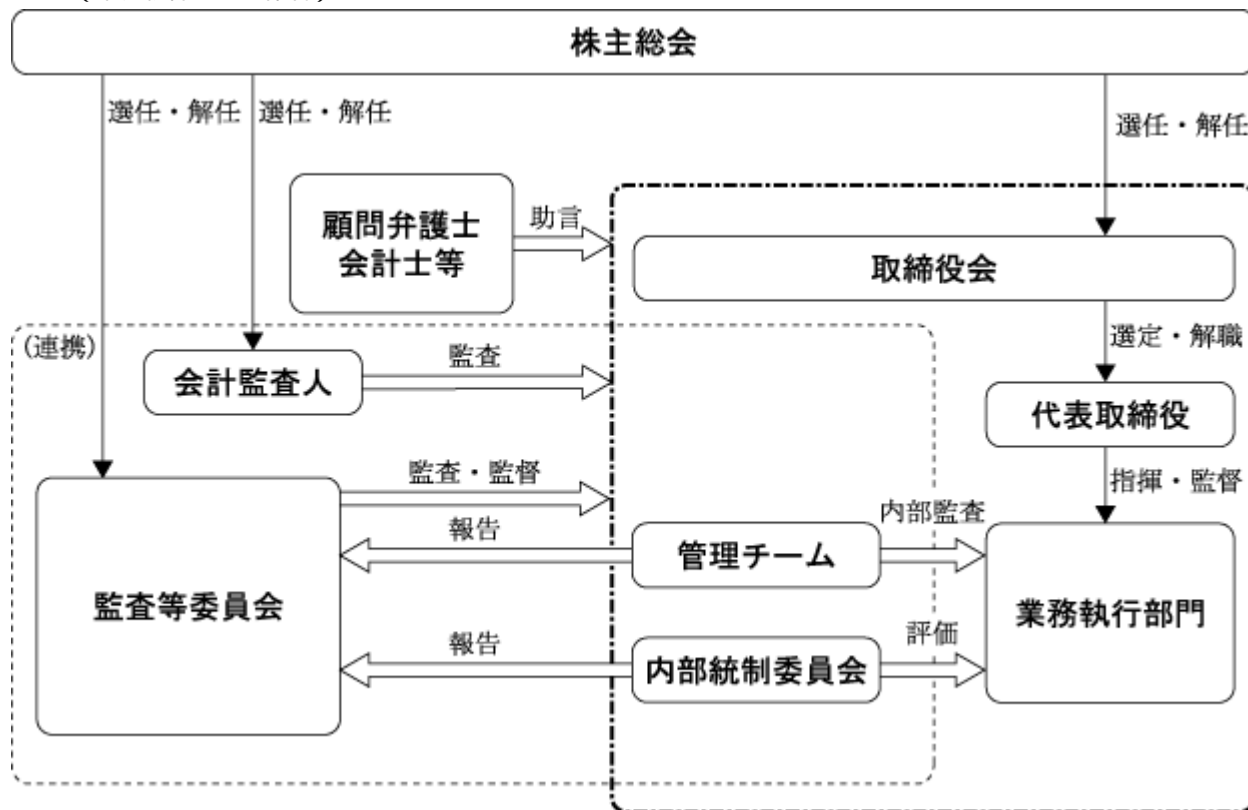 株主総会
選任・解任
選任・解任
選任・解任
顧問弁護士
会計士等
助言
取締役会
(連携)
選定・解職
会計監査人
監査
代表取締役
監査・監督
指揮・監督
報告
管理チーム
内部監査
監査等委員会
業務執行部門
報告
内部統制委員会
評価